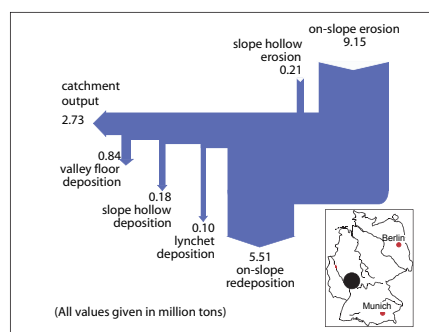 on-slope erosion
9.15
slope hollow
erosion
0.21
catchment
output
2.73
0.84
valley floor
deposition
0.18
slope hollow
deposition
0.10
lynchet
deposition
5.51
on-slope
redeposition
Berlin
Munich
(All values given in million tons)